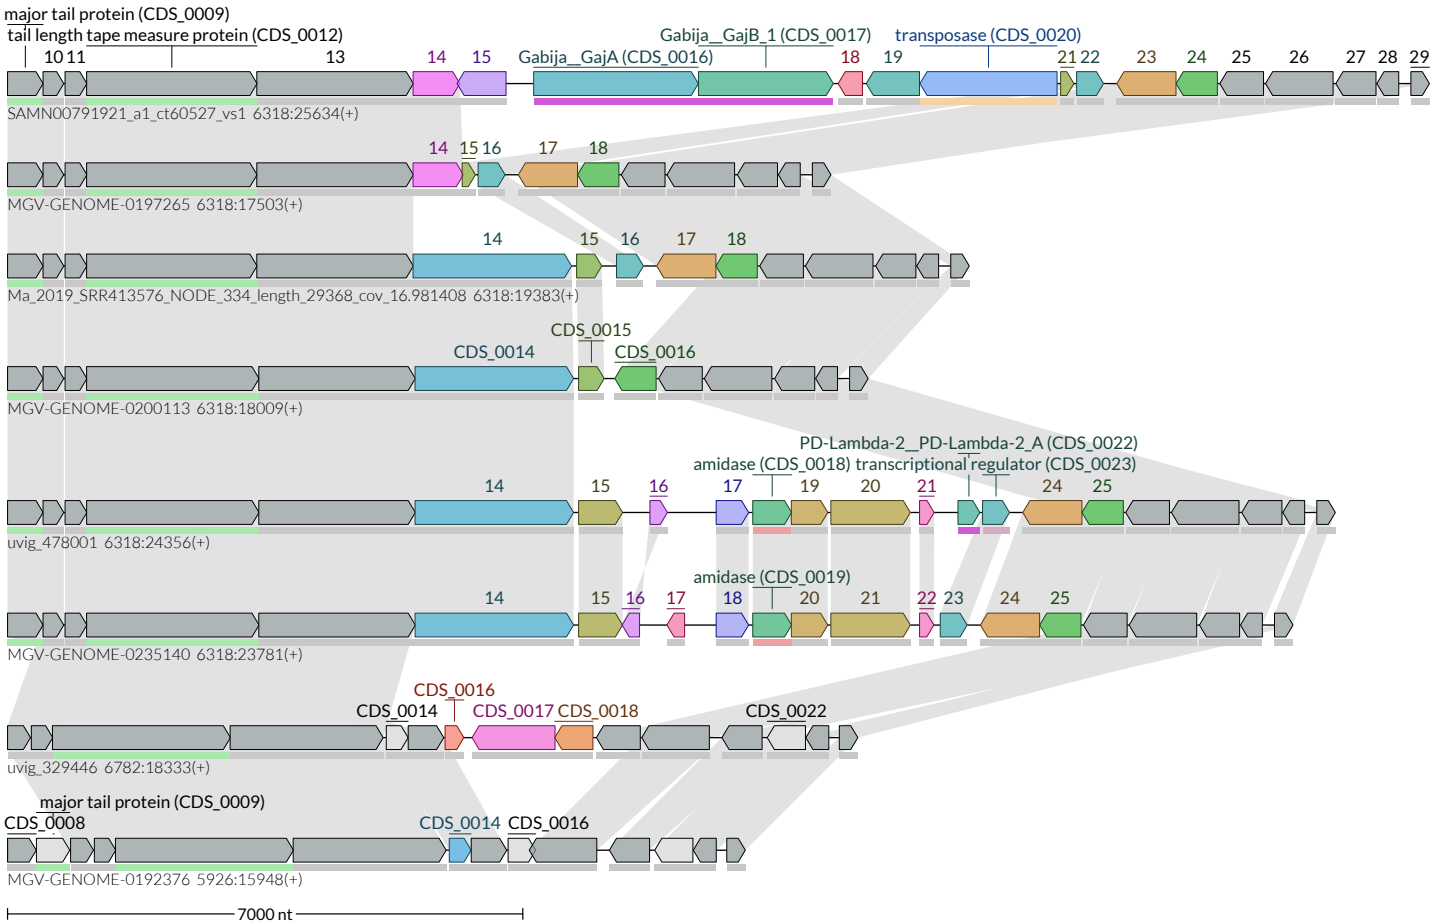 major tail protein (CDS_0009)
tail length tape measure protein (CDS_0012)
Gabija__GajB_1 (CDS_0017)
transposase (CDS_0020)
10 11 13 14 15 Gabija__GajA (CDS_0016) 18 19 21 22 23 24 25 26 27 28 29
SAMN00791921_a1_ct60527_vs1 6318:25634(+)
14 15 16 17 18
MGV-GENOME-0197265 6318:17503(+)
14 15 16 17 18
Ma_2019_SRR413576_NODE_334_length_29368_cov_16.981408 6318:19383(+)
CDS_0015
CDS_0014 CDS_0016
MGV-GENOME-0200113 6318:18009(+)
PD-Lambda-2__PD-Lambda-2_A (CDS_0022)
amidase (CDS_0018) transcriptional regulator (CDS_0023)
14 15 16 17 19 20 21 24 25
uvig_478001 6318:24356(+)
amidase (CDS_0019)
14 15 16 17 18 20 21 22 23 24 25
MGV-GENOME-0235140 6318:23781(+)
CDS_0016
CDS_0014 CDS_0017 CDS_0018 CDS_0022
uvig_329446 6782:18333(+)
major tail protein (CDS_0009)
CDS_0008 CDS_0014 CDS_0016
MGV-GENOME-0192376 5926:15948(+)
7000 nt